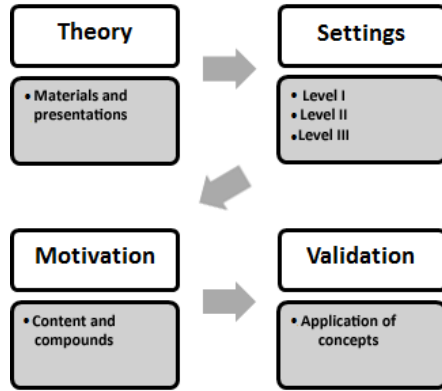 Theory
• Materials and
presentations
Settings
• Level I
• Level II
• Level III
Motivation
• Content and
compounds
Validation
• Application of
concepts